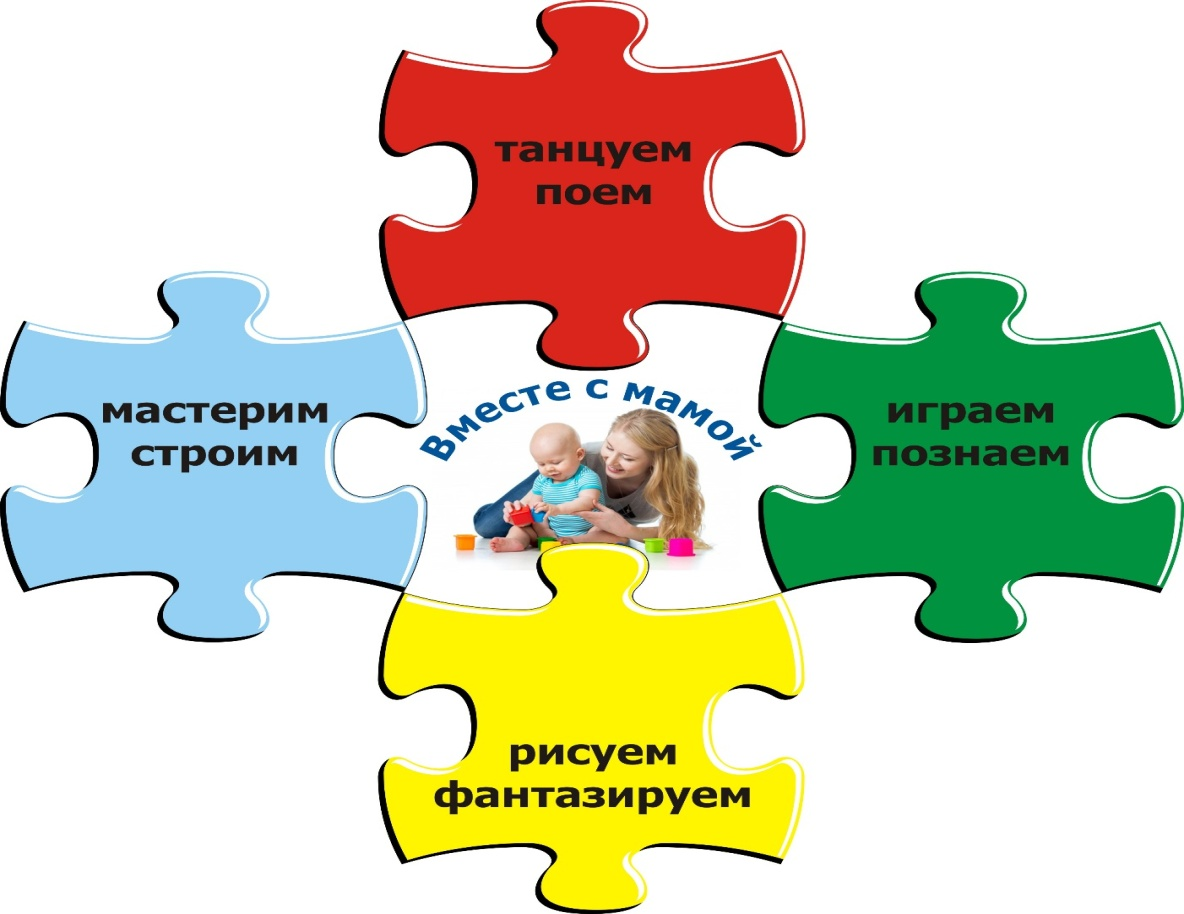 танцуем
поем
Вместе с мамой
мастерим
строим
играем
познаем
рисуем
фантазируем